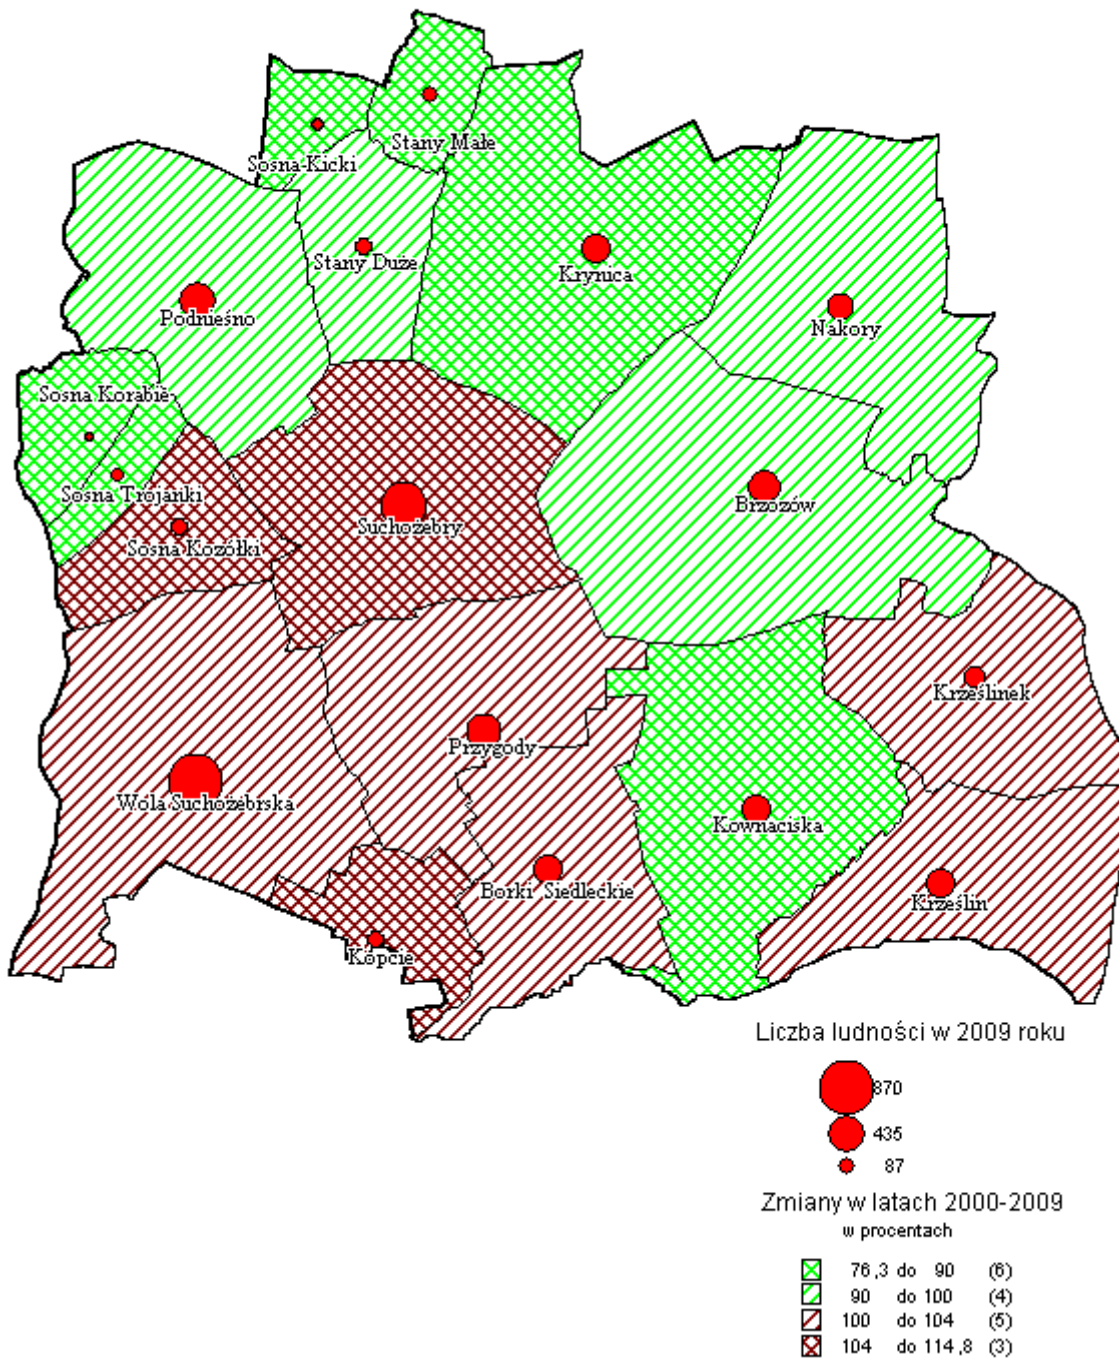 Stany Małe
Sosna-Kicki
Stany Duże
Krynica
Podnieśno
Nakory
Sosna Korabie
Sosna Trojanki
Brzozów
Suchożebry
Sosna Kozółki
Krześlinek
Przygody
Wola Suchożebrska
Kownaciska
Borki Siedleckie
Krześlin
Kopcie
Liczba ludności w 2009 roku
870
435
87
Zmiany w latach 2000-2009
w procentach
76,3 do 90 (6)
90 do 100 (4)
100 do 104 (5)
104 do 114,8 (3)